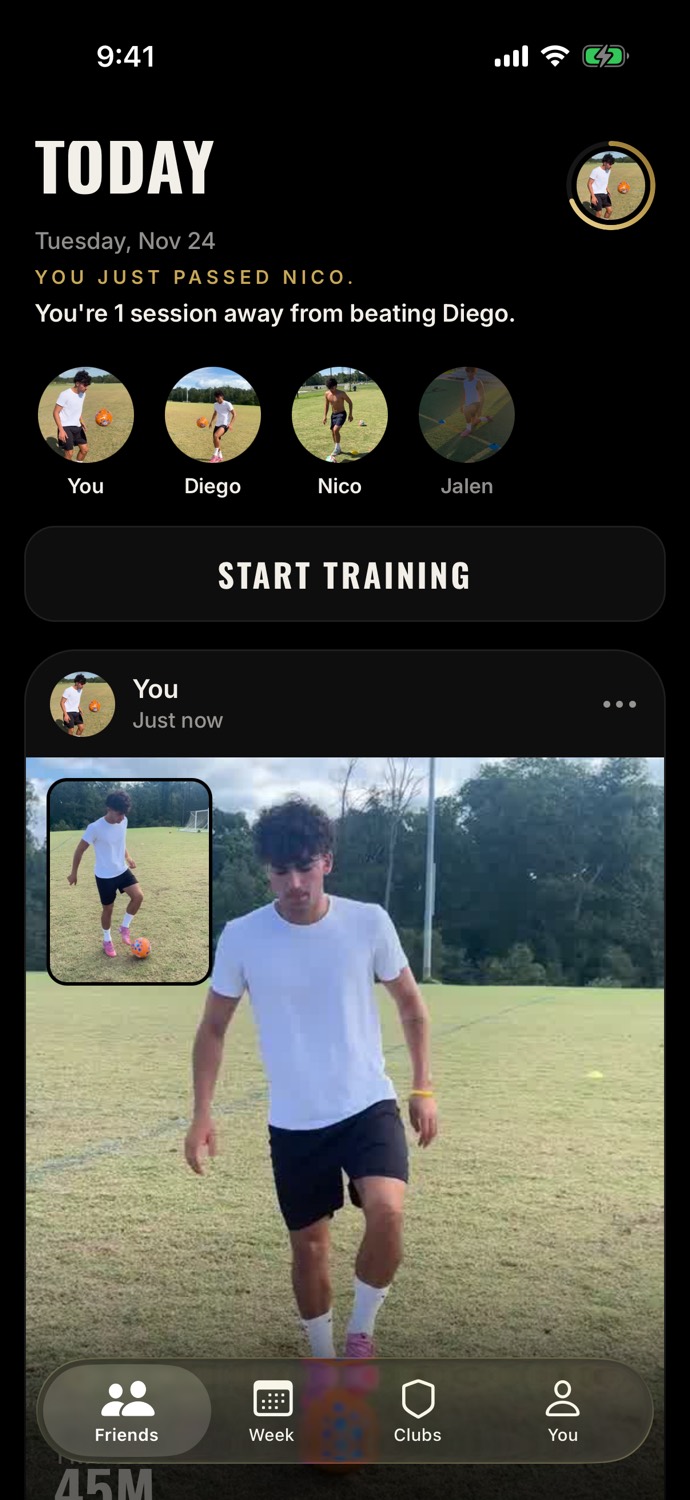 9:41
TODAY
Tuesday, Nov 24
YOU JUST PASSED NICO.
You're 1 session away from beating Diego.
You Diego Nico Jalen
START TRAINING
You
Just now
Friends Week Clubs You
45M